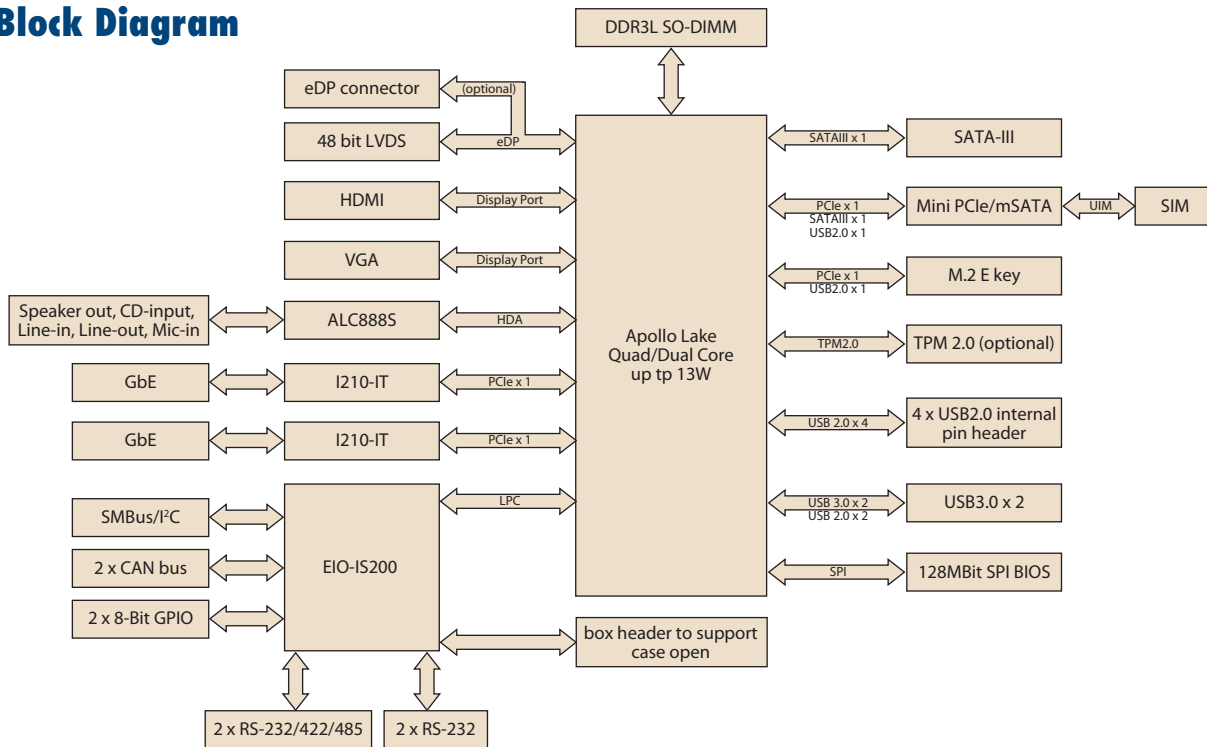 Block Diagram
DDR3L SO-DIMM
eDP connector
(optional)
48 bit LVDS
eDP
HDMI
Display Port
VGA
Display Port
Speaker out, CD-input,
Line-in, Line-out, Mic-in
ALC888S
HDA
GbE
I210-IT
PCIe x 1
GbE
I210-IT
PCIe x 1
SMBus/I²C
2 x CAN bus
2 x 8-Bit GPIO
EIO-IS200
LPC
2 x RS-232/422/485
2 x RS-232
box header to support
case open
Apollo Lake
Quad/Dual Core
up tp 13W
SATAIII x 1
SATA-III
PCIe x 1
SATAIII x 1
USB2.0 x 1
Mini PCIe/mSATA
UIM
SIM
PCIe x 1
USB2.0 x 1
M.2 E key
TPM2.0
TPM 2.0 (optional)
USB 2.0 x 4
4 x USB2.0 internal
pin header
USB 3.0 x 2
USB 2.0 x 2
USB3.0 x 2
SPI
128MBit SPI BIOS